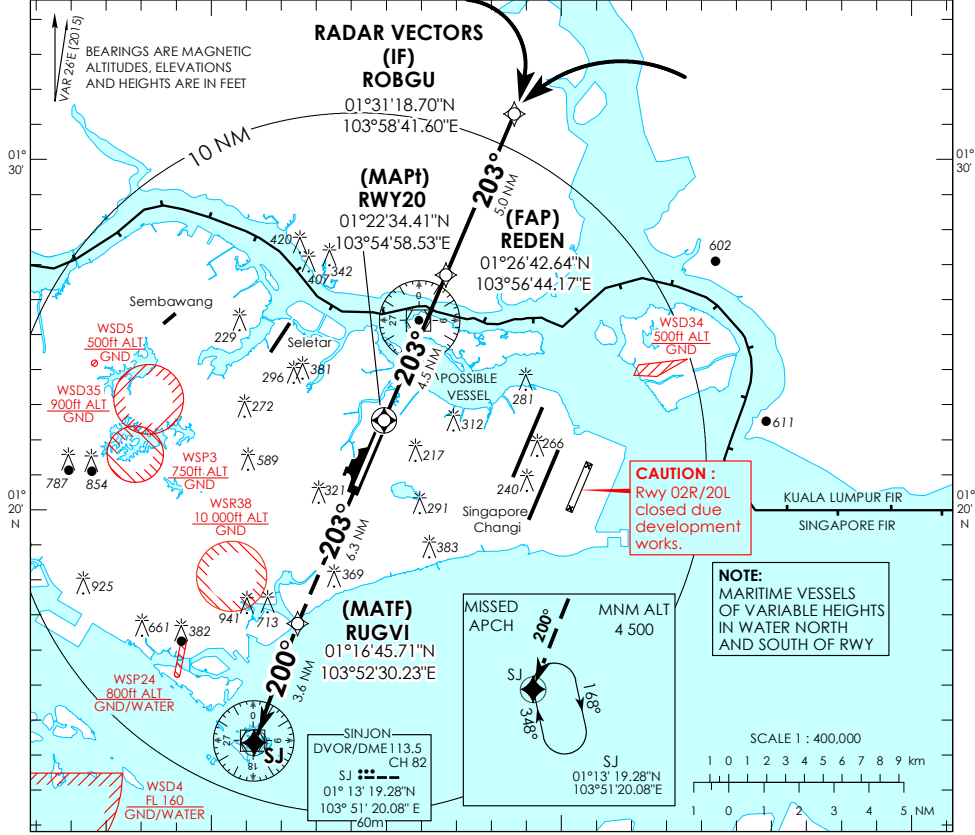 VAR 26'E (2015)
BEARINGS ARE MAGNETIC
ALTITUDES, ELEVATIONS
AND HEIGHTS ARE IN FEET
RADAR VECTORS
(IF)
ROBGU
01°31'18.70"N
103°58'41.60"E
10 NM
01°
30'
01°
30'
203°
5.0 NM
(MAPt)
RWY20
01°22'34.41"N
103°54'58.53"E
(FAP)
REDEN
01°26'42.64"N
103°56'44.17"E
602
420
407
342
Sembawang
229
Seletar
0
9
27
203°
4.5 NM
WSD34
500ft ALT
GND
WSD5
500ft ALT
GND
296
381
POSSIBLE
VESSEL
281
WSD35
900ft ALT
GND
272
312
611
217
266
787
854
WSP3
750ft ALT
GND
589
240
CAUTION :
Rwy 02R/20L
closed due
development
works.
321
291
Singapore
Changi
01°
20'
N
KUALA LUMPUR FIR
SINGAPORE FIR
01°
20'
N
WSR38
10 000ft ALT
GND
203°
6.3 NM
383
369
925
941
713
(MATF)
RUGVI
01°16'45.71"N
103°52'30.23"E
661
382
200°
3.6 NM
WSP24
800ft ALT
GND/WATER
MISSED
APCH
MNM ALT
4 500
200°
SJ
168°
348°
SJ
01°13' 19.28"N
103°51'20.08"E
NOTE:
MARITIME VESSELS
OF VARIABLE HEIGHTS
IN WATER NORTH
AND SOUTH OF RWY
0
9
18
27
SJ
SINJON
DVOR/DME 113.5
CH 82
SJ
01° 13' 19.28"N
103° 51' 20.08" E
60m
WSD4
FL 160
GND/WATER
SCALE 1 : 400,000
1 0 1 2 3 4 5 6 7 8 9 km
1 0 1 2 3 4 5 NM